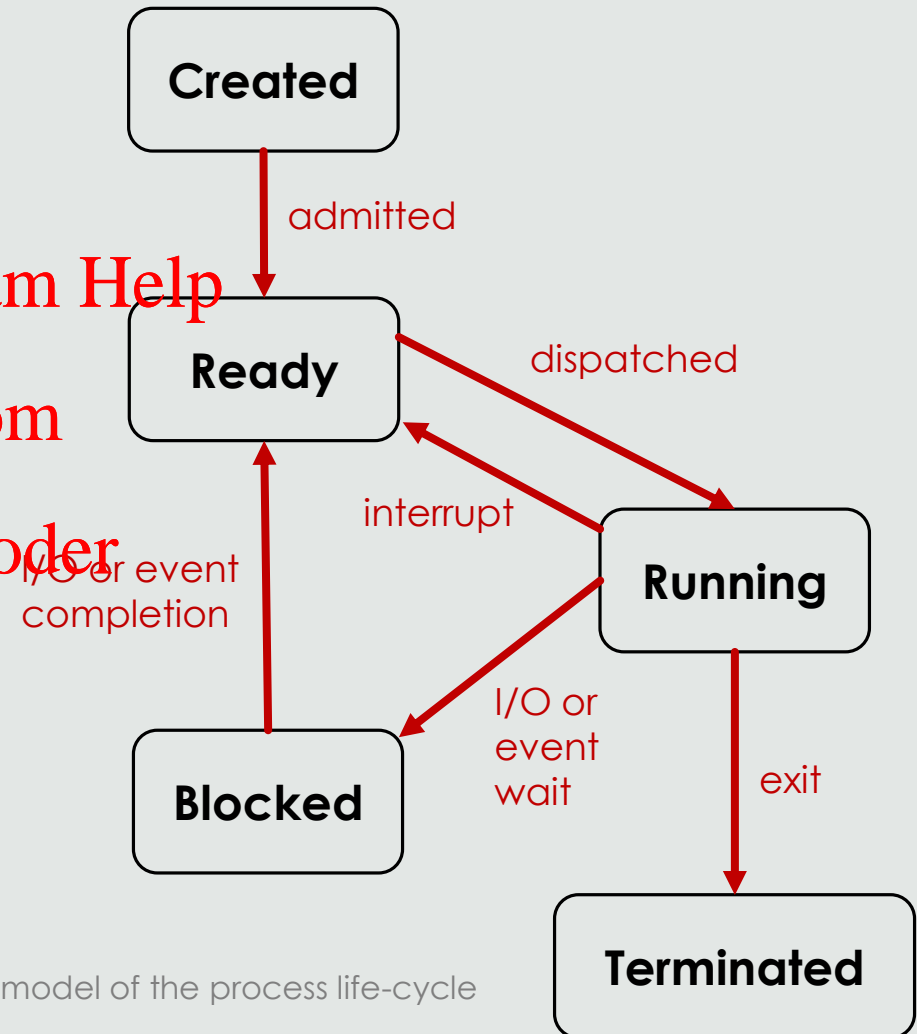 Created
admitted
am Help
Ready
dispatched
om
interrupt
oder
I/O or event
completion
Running
I/O or
event
wait
Blocked
exit
Terminated
model of the process life-cycle